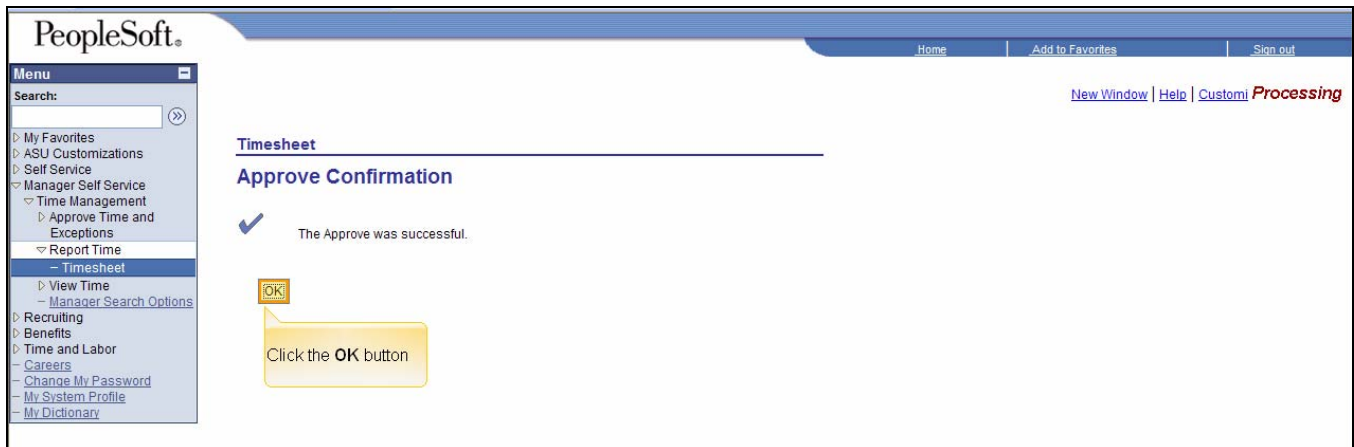 PeopleSoft®
Home
Add to Favorites
Sign out
Menu
Search:
New Window | Help | Customi Processing
My Favorites
ASU Customizations
Self Service
Manager Self Service
Time Management
Approve Time and
Exceptions
Report Time
– Timesheet
View Time
– Manager Search Options
Recruiting
Benefits
Time and Labor
– Careers
– Change My Password
– My System Profile
– My Dictionary
Timesheet
Approve Confirmation
The Approve was successful.
OK
Click the OK button